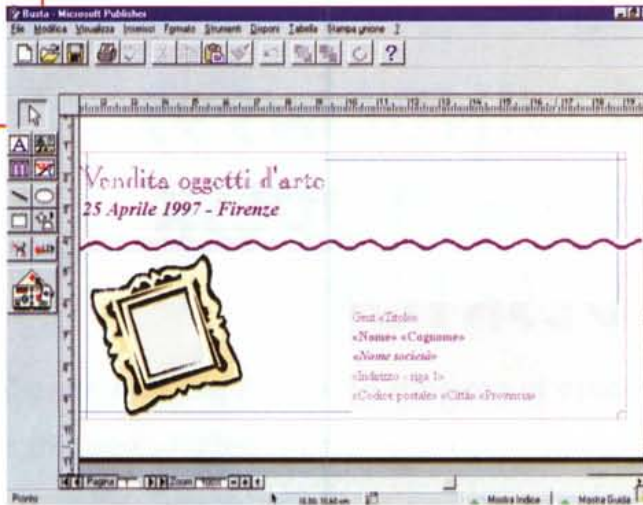 Busta - Microsoft Publisher
File Modifica Visualizza Inserisci Formato Strumenti Disponi Tabella Stampa unione ?
Vendita oggetti d'arte
25 Aprile 1997 - Firenze
Gent «Titolo»
«Nome» «Cognome»
«Nome società»
«Indirizzo - riga 1»
«Codice postale» «Città» «Provincia»
Pagina 1 Zoom 100%
Pronto Mostra Indice Mostra Guida